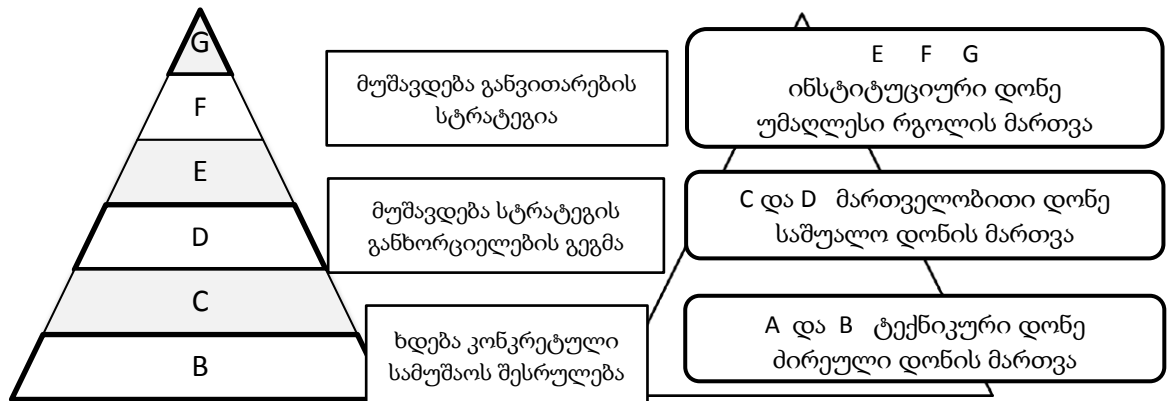 G
F
E
D
C
B
მუშავდება განვითარების
სტრატეგია
მუშავდება სტრატეგის
განხორციელების გეგმა
ხდება კონკრეტული
სამუშაოს შესრულება
E F G
ინსტიტუციური დონე
უმაღლესი რგოლის მართვა
C და D მართველობითი დონე
საშუალო დონის მართვა
A და B ტექნიკური დონე
ძირეული დონის მართვა